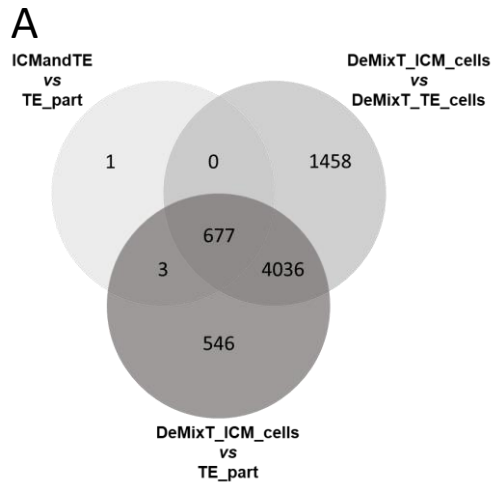 A
ICMandTE
vs
TE_part
DeMixT_ICM_cells
vs
DeMixT_TE_cells
1
0
1458
677
3
4036
546
DeMixT_ICM_cells
vs
TE_part